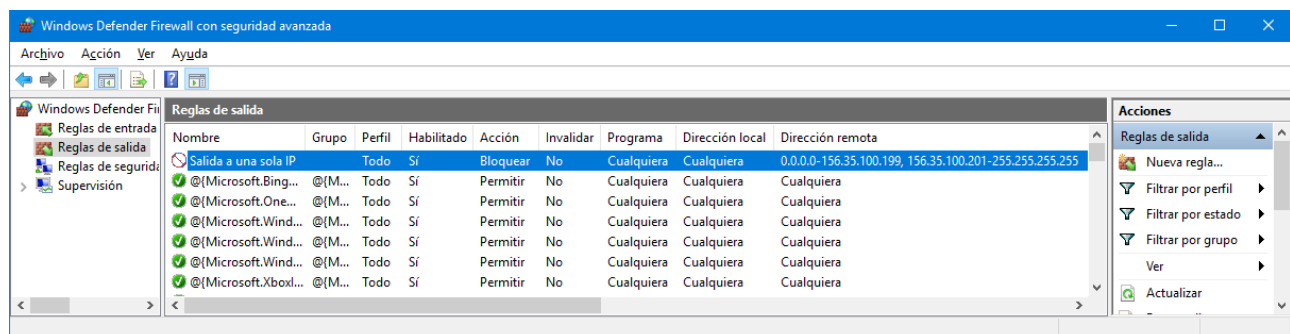 Windows Defender Firewall con seguridad avanzada
Archivo Acción Ver Ayuda
Windows Defender Fi
Reglas de entrada
Reglas de salida
Reglas de segurida
Supervisión
Reglas de salida
Nombre Grupo Perfil Habilitado Acción Invalidar Programa Dirección local Dirección remota
Salida a una sola IP Todo Sí Bloquear No Cualquiera Cualquiera 0.0.0.0-156.35.100.199, 156.35.100.201-255.255.255.255
@{Microsoft.Bing... @{M... Todo Sí Permitir No Cualquiera Cualquiera Cualquiera
@{Microsoft.One... @{M... Todo Sí Permitir No Cualquiera Cualquiera Cualquiera
@{Microsoft.Wind... @{M... Todo Sí Permitir No Cualquiera Cualquiera Cualquiera
@{Microsoft.Wind... @{M... Todo Sí Permitir No Cualquiera Cualquiera Cualquiera
@{Microsoft.Wind... @{M... Todo Sí Permitir No Cualquiera Cualquiera Cualquiera
@{Microsoft.Xboxl... @{M... Todo Sí Permitir No Cualquiera Cualquiera Cualquiera
Acciones
Reglas de salida
Nueva regla...
Filtrar por perfil
Filtrar por estado
Filtrar por grupo
Ver
Actualizar